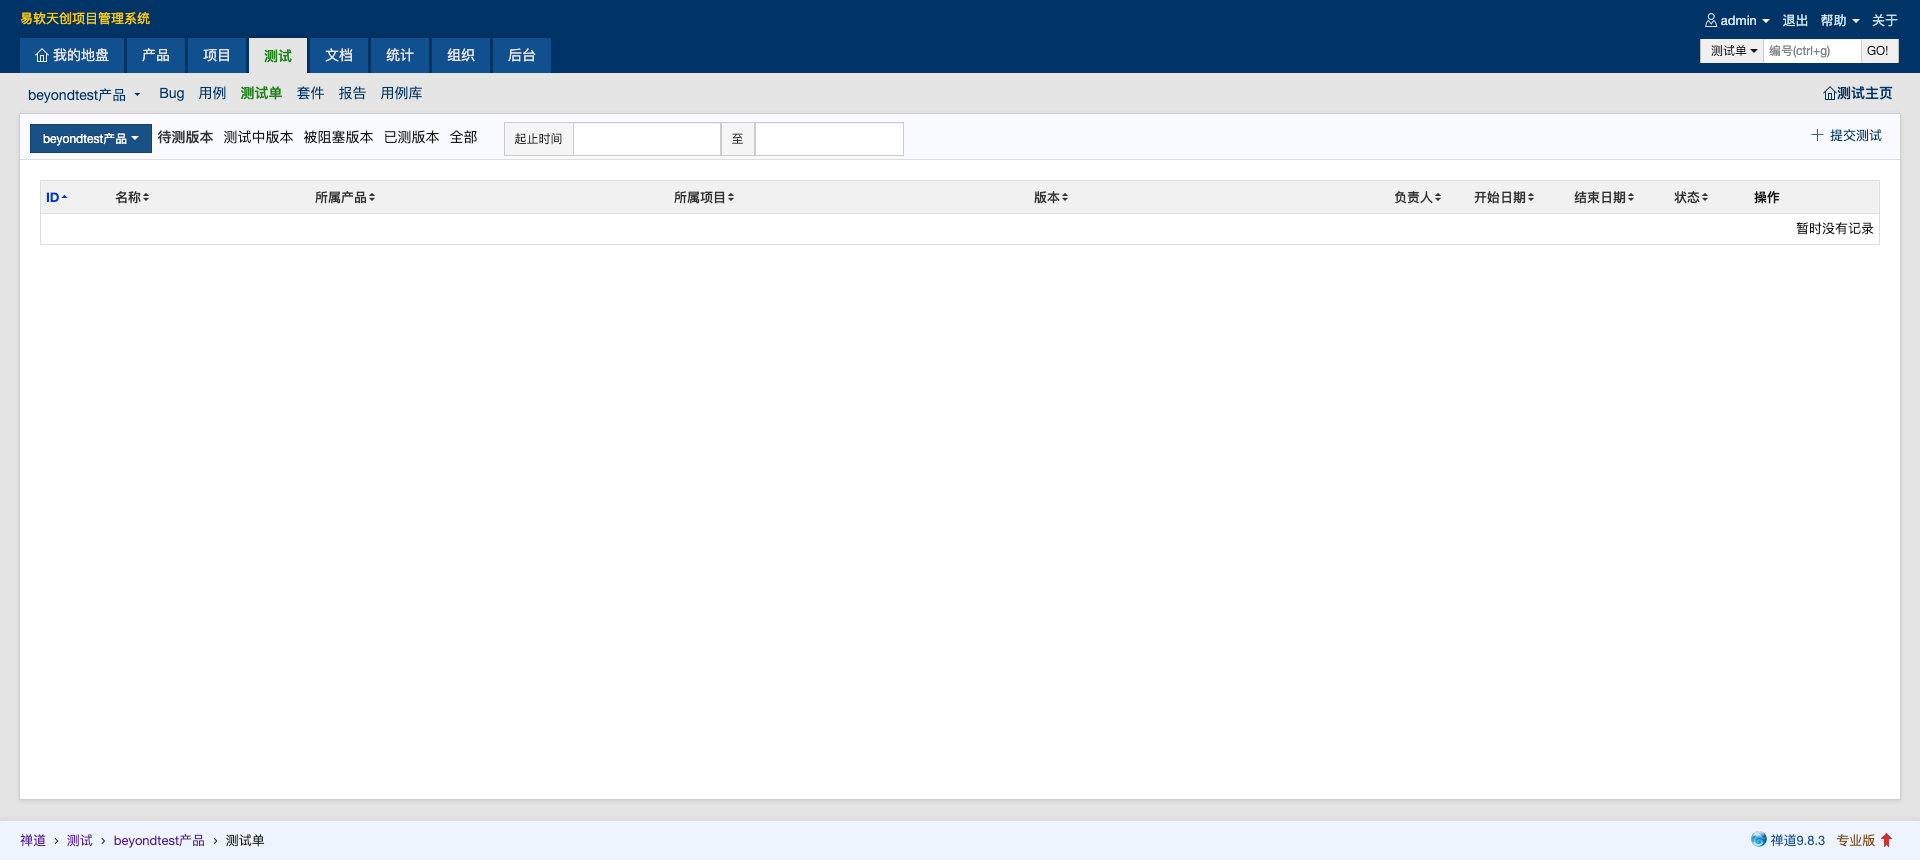 易软天创项目管理系统
admin 退出 帮助 关于
我的地盘 产品 项目 测试 文档 统计 组织 后台
测试单 编号(ctrl+g) GO!
beyondtest产品 Bug 用例 测试单 套件 报告 用例库 测试主页
beyondtest产品 待测版本 测试中版本 被阻塞版本 已测版本 全部 起止时间 至 提交测试
ID 名称 所属产品 所属项目 版本 负责人 开始日期 结束日期 状态 操作
暂时没有记录
禅道 › 测试 › beyondtest产品 › 测试单 禅道9.8.3 专业版